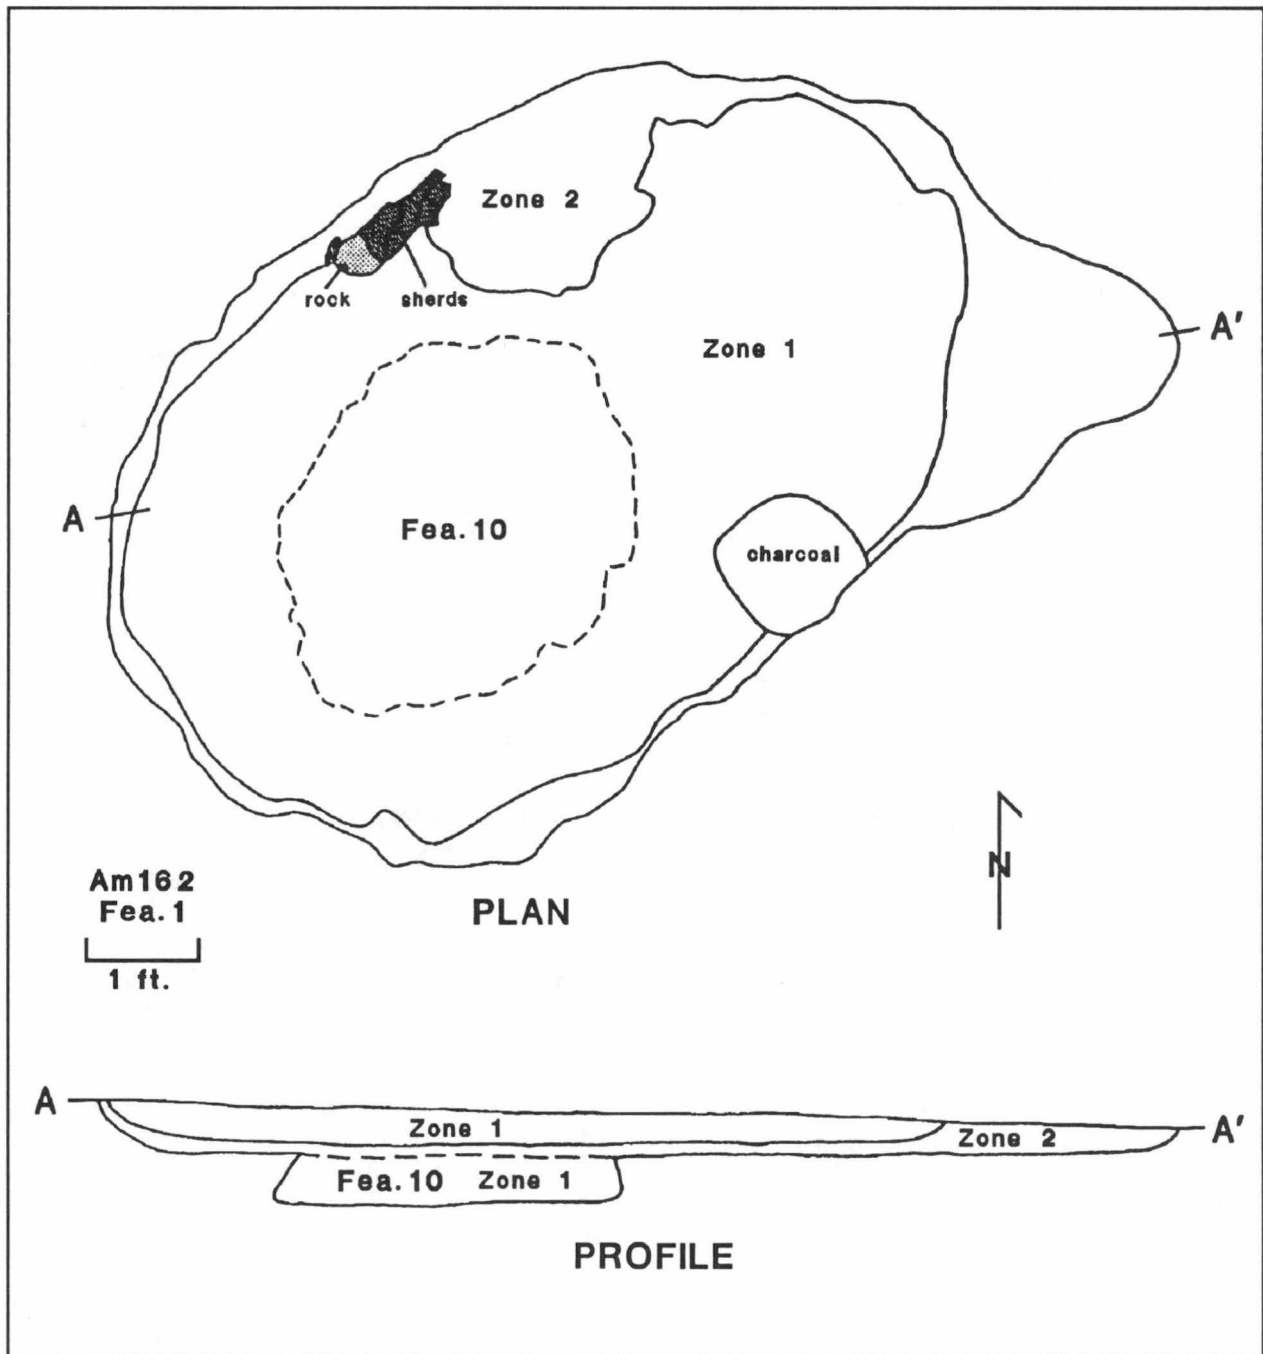 Zone 2
rock
sherds
Zone 1
A'
A
Fea.10
charcoal
N
Am162
Fea.1
1 ft.
PLAN
A
Zone 1
Zone 2
A'
Fea.10 Zone 1
PROFILE